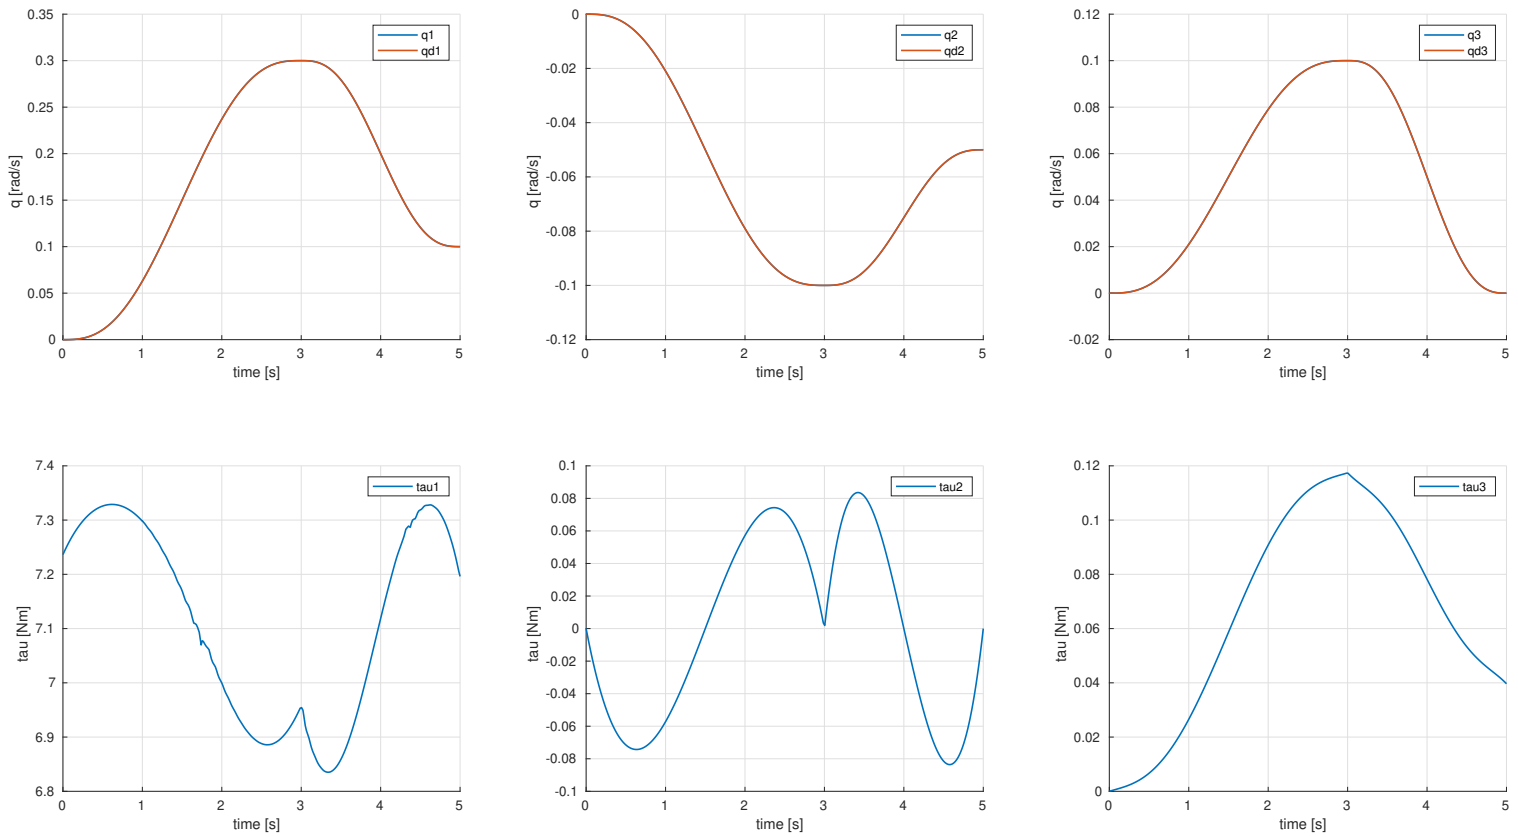 0.35
0.3
0.25
0.2
0.15
0.1
0.05
0
q [rad/s]
q1
qd1
0 1 2 3 4 5
time [s]
0
-0.02
-0.04
-0.06
-0.08
-0.1
-0.12
q [rad/s]
q2
qd2
0 1 2 3 4 5
time [s]
0.12
0.1
0.08
0.06
0.04
0.02
0
-0.02
q [rad/s]
q3
qd3
0 1 2 3 4 5
time [s]
7.4
7.3
7.2
7.1
7
6.9
6.8
tau [Nm]
tau1
0 1 2 3 4 5
time [s]
0.1
0.08
0.06
0.04
0.02
0
-0.02
-0.04
-0.06
-0.08
-0.1
tau [Nm]
tau2
0 1 2 3 4 5
time [s]
0.12
0.1
0.08
0.06
0.04
0.02
0
tau [Nm]
tau3
0 1 2 3 4 5
time [s]